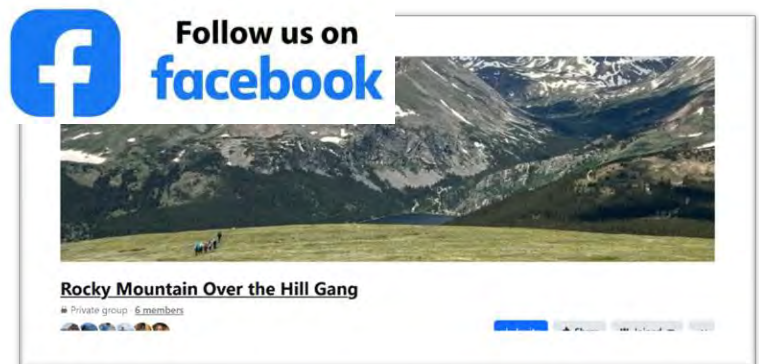 Follow us on
facebook
Rocky Mountain Over the Hill Gang
Private group · 6 members